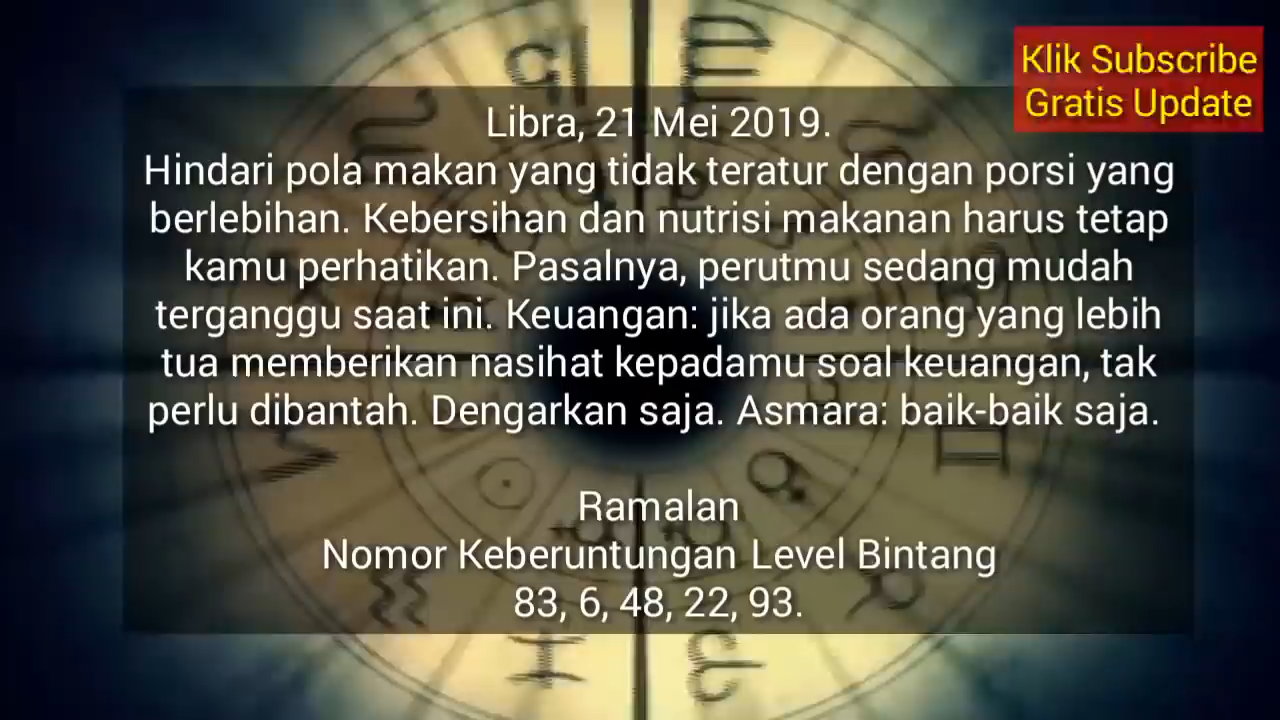 Klik Subscribe
Gratis Update
Libra, 21 Mei 2019.
Hindari pola makan yang tidak teratur dengan porsi yang
berlebihan. Kebersihan dan nutrisi makanan harus tetap
kamu perhatikan. Pasalnya, perutmu sedang mudah
terganggu saat ini. Keuangan: jika ada orang yang lebih
tua memberikan nasihat kepadamu soal keuangan, tak
perlu dibantah. Dengarkan saja. Asmara: baik-baik saja.
Ramalan
Nomor Keberuntungan Level Bintang
83, 6, 48, 22, 93.